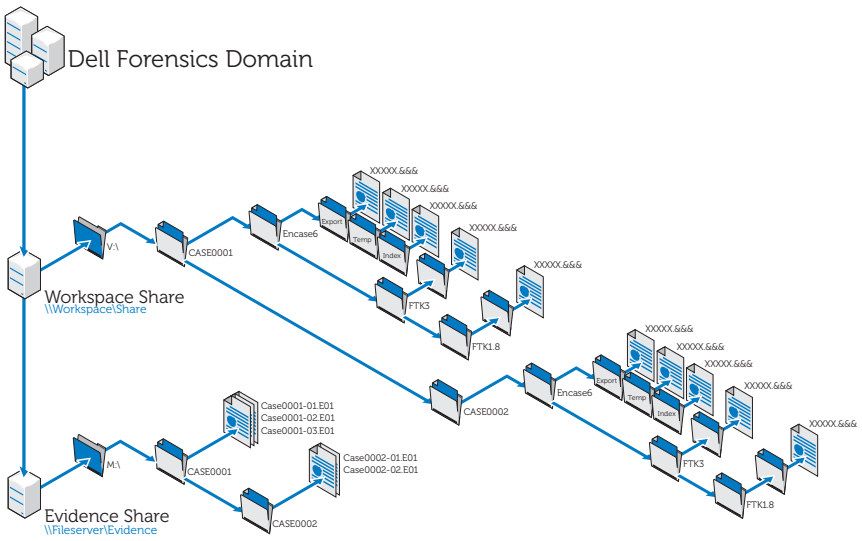 Dell Forensics Domain
XXXXX.&&&
XXXXX.&&&
XXXXX.&&&
XXXXX.&&&
XXXXX.&&&
Export
Temp
Index
Encase6
V:\
CASE0001
FTK3
FTK1.8
Workspace Share
\\Workspace\Share
XXXXX.&&&
XXXXX.&&&
XXXXX.&&&
XXXXX.&&&
XXXXX.&&&
Export
Temp
Index
Encase6
CASE0002
FTK3
FTK1.8
Case0001-01.E01
Case0001-02.E01
Case0001-03.E01
Case0002-01.E01
Case0002-02.E01
M:\
CASE0001
CASE0002
Evidence Share
\\Fileserver\Evidence